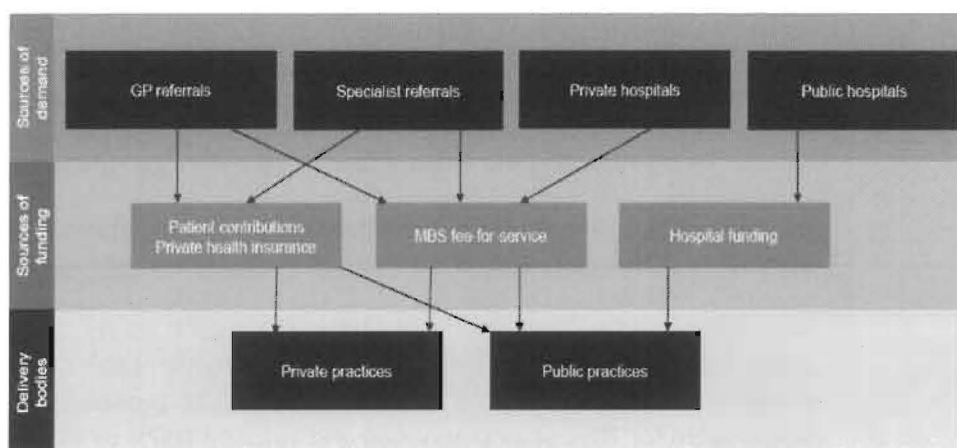 Sources of
demand
GP referrals
Specialist referrals
Private hospitals
Public hospitals
Sources of
funding
Patient contributions
Private health insurance
MBS fee-for-service
Hospital funding
Delivery
bodies
Private practices
Public practices